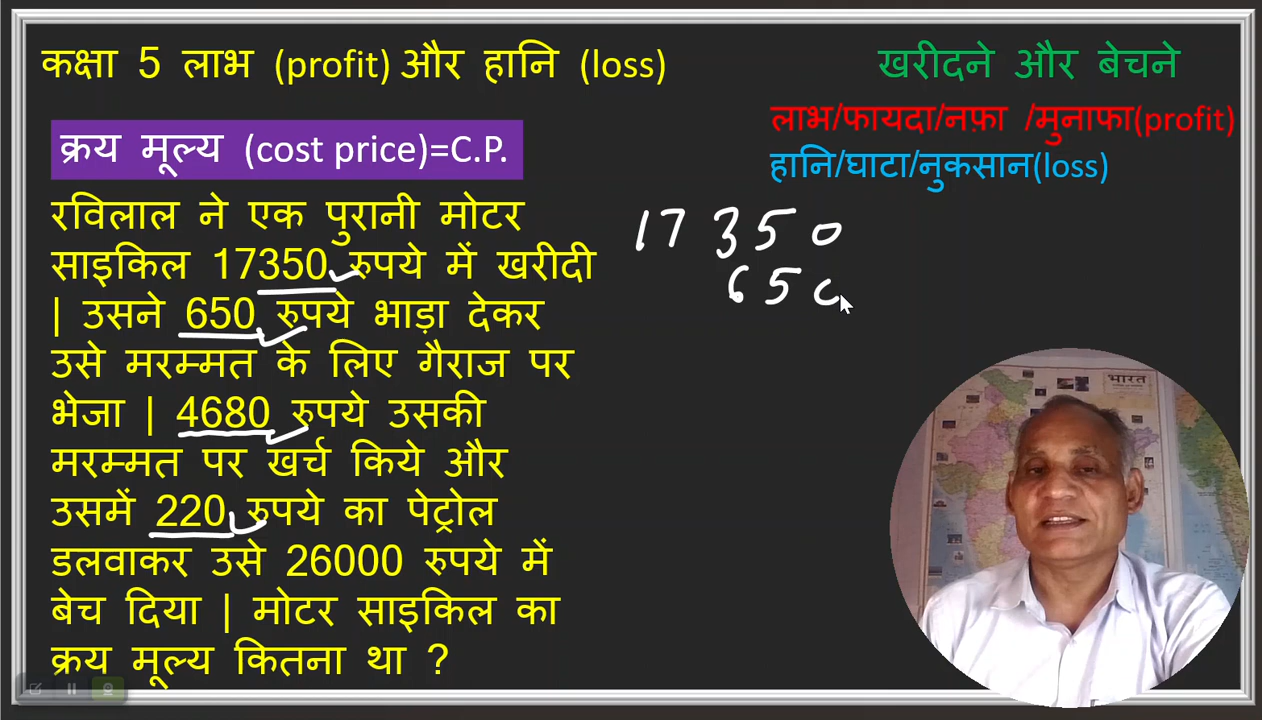 कक्षा 5 लाभ (profit) और हानि (loss)
खरीदने और बेचने
लाभ/फायदा/नफ़ा /मुनाफा(profit)
हानि/घाटा/नुकसान(loss)
क्रय मूल्य (cost price)=C.P.
रविलाल ने एक पुरानी मोटर
साइकिल 17350 रुपये में खरीदी
| उसने 650 रुपये भाड़ा देकर
उसे मरम्मत के लिए गैराज पर
भेजा | 4680 रुपये उसकी
मरम्मत पर खर्च किये और
उसमें 220 रुपये का पेट्रोल
डलवाकर उसे 26000 रुपये में
बेच दिया | मोटर साइकिल का
क्रय मूल्य कितना था ?
17350
650
भारत